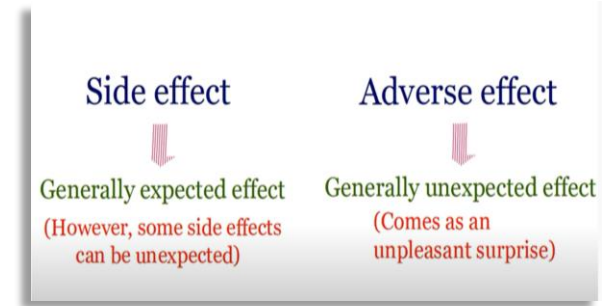 Side effect
Generally expected effect
(However, some side effects
can be unexpected)
Adverse effect
Generally unexpected effect
(Comes as an
unpleasant surprise)